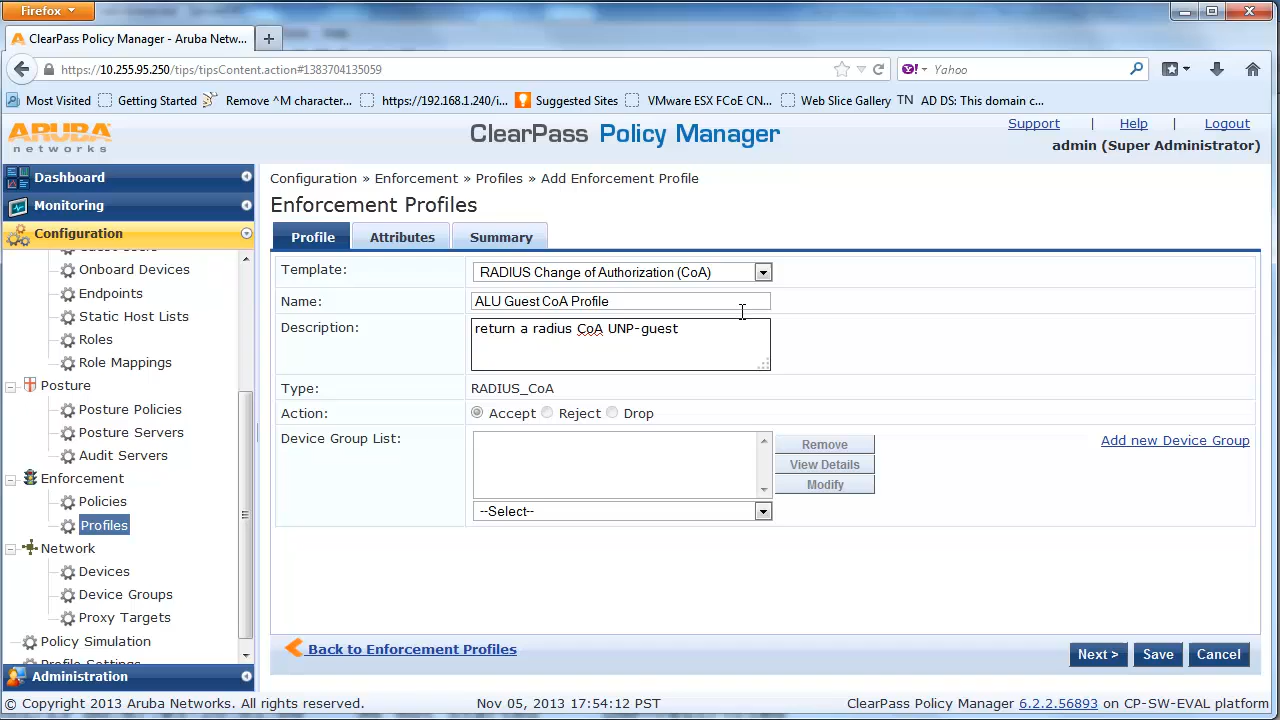 Firefox
ClearPass Policy Manager - Aruba Netw...
https://10.255.95.250/tips/tipsContent.action#1383704135059
Yahoo
Most Visited Getting Started Remove ^M character... https://192.168.1.240/i... Suggested Sites VMware ESX FCoE CN... Web Slice Gallery TN AD DS: This domain c...
ARUBA
networks
ClearPass Policy Manager
Support | Help | Logout
admin (Super Administrator)
Dashboard
Monitoring
Configuration
Onboard Devices
Endpoints
Static Host Lists
Roles
Role Mappings
Posture
Posture Policies
Posture Servers
Audit Servers
Enforcement
Policies
Profiles
Network
Devices
Device Groups
Proxy Targets
Policy Simulation
Profile Settings
Administration
Configuration » Enforcement » Profiles » Add Enforcement Profile
Enforcement Profiles
Profile Attributes Summary
Template: RADIUS Change of Authorization (CoA)
Name: ALU Guest CoA Profile
Description: return a radius CoA UNP-guest
Type: RADIUS_CoA
Action: Accept Reject Drop
Device Group List:
Remove
View Details
Modify
Add new Device Group
--Select--
Back to Enforcement Profiles
Next > Save Cancel
© Copyright 2013 Aruba Networks. All rights reserved. Nov 05, 2013 17:54:12 PST ClearPass Policy Manager 6.2.2.56893 on CP-SW-EVAL platform